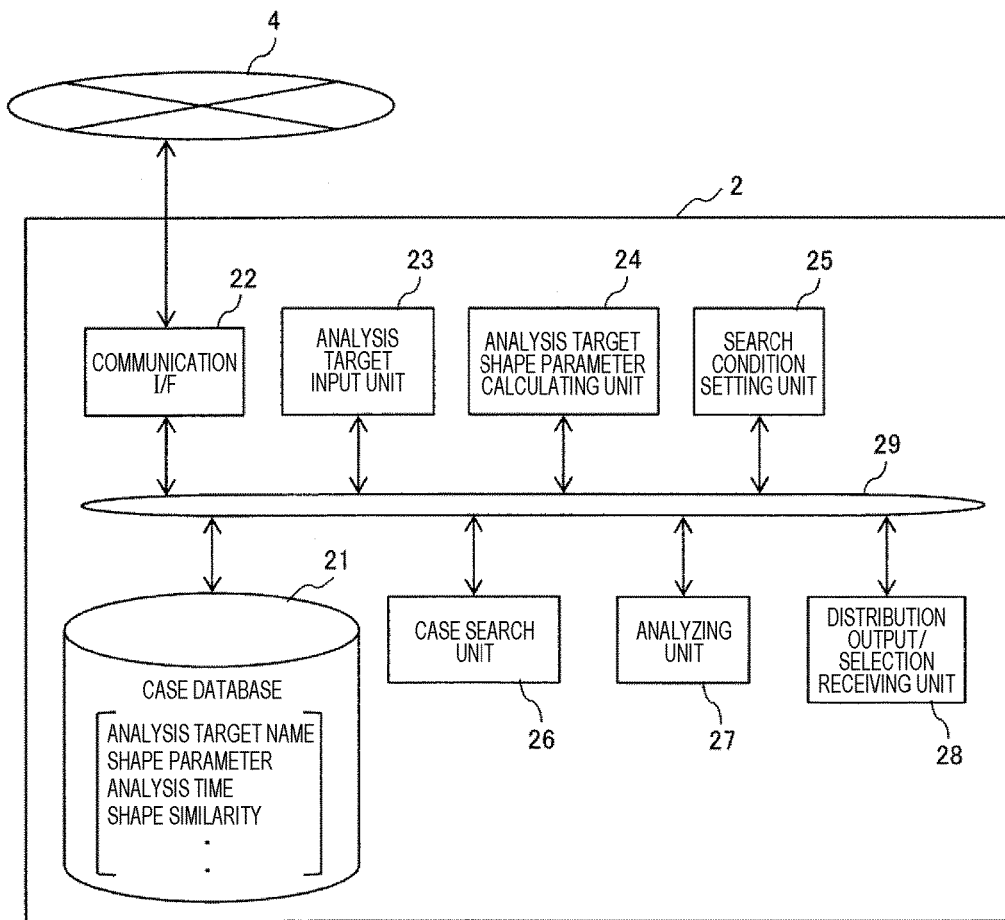 4
2
22
COMMUNICATION
I/F
23
ANALYSIS
TARGET
INPUT UNIT
24
ANALYSIS TARGET
SHAPE PARAMETER
CALCULATING UNIT
25
SEARCH
CONDITION
SETTING UNIT
29
21
CASE DATABASE
ANALYSIS TARGET NAME
SHAPE PARAMETER
ANALYSIS TIME
SHAPE SIMILARITY
.
.
CASE SEARCH
UNIT
26
ANALYZING
UNIT
27
DISTRIBUTION
OUTPUT/
SELECTION
RECEIVING UNIT
28